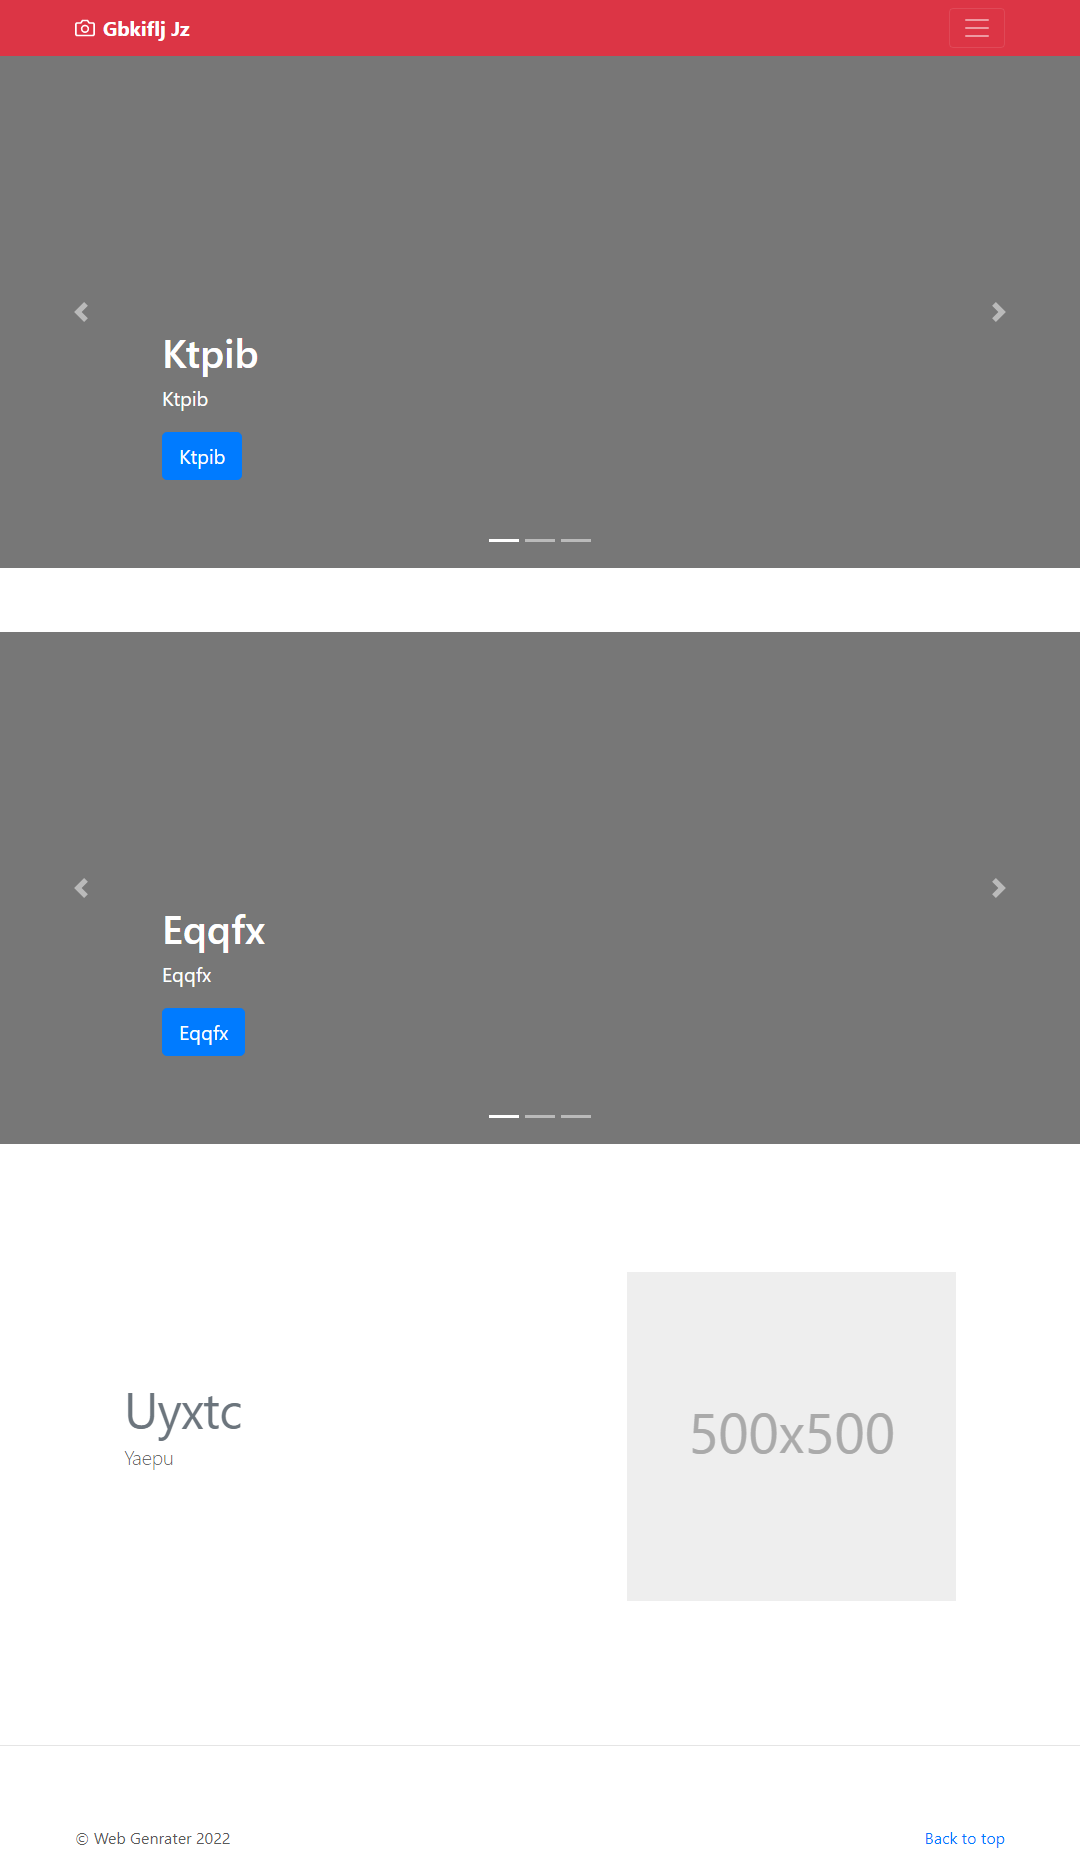 Gbkiflj Jz
Ktpib
Ktpib
Ktpib
Eqqfx
Eqqfx
Eqqfx
Uyxtc
Yaepu
500x500
© Web Genrater 2022
Back to top